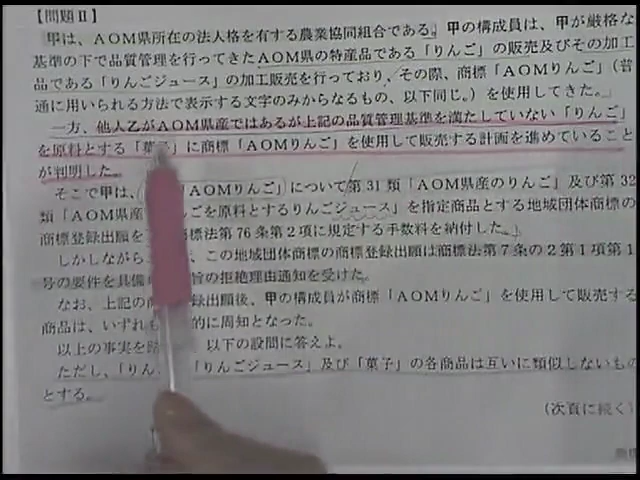 【問題Ⅱ】
甲は、AOM県所在の法人格を有する農業協同組合である。甲の構成員は、甲が厳格な
基準の下で品質管理を行ってきたAOM県の特産品である「りんご」の販売及びその加工
品である「りんごジュース」の加工販売を行っており、その際、商標「AOMりんご」（普
通に用いられる方法で表示する文字のみからなるもの、以下同じ。）を使用してきた。
一方、他人乙がAOM県産ではあるが上記の品質管理基準を満たしていない「りんご」
を原料とする「菓子」に商標「AOMりんご」を使用して販売する計画を進めていること
が判明した。
そこで甲は、「AOMりんご」について第31類「AOM県産のりんご」及び第32
類「AOM県産 んごを原料とするりんごジュース」を指定商品とする地域団体商標の
商標登録出願を 商標法第76条第2項に規定する手数料を納付した。
しかしながら 、この地域団体商標の商標登録出願は商標法第7条の2第1項第1
号の要件を具備 旨の拒絶理由通知を受けた。
なお、上記の商 録出願後、甲の構成員が商標「AOMりんご」を使用して販売する
商品は、いずれも 的に周知となった。
以上の事実を 以下の設問に答えよ。
ただし、「りん 「りんごジュース」及び「菓子」の各商品は互いに類似しないもの
とする。
（次頁に続く）